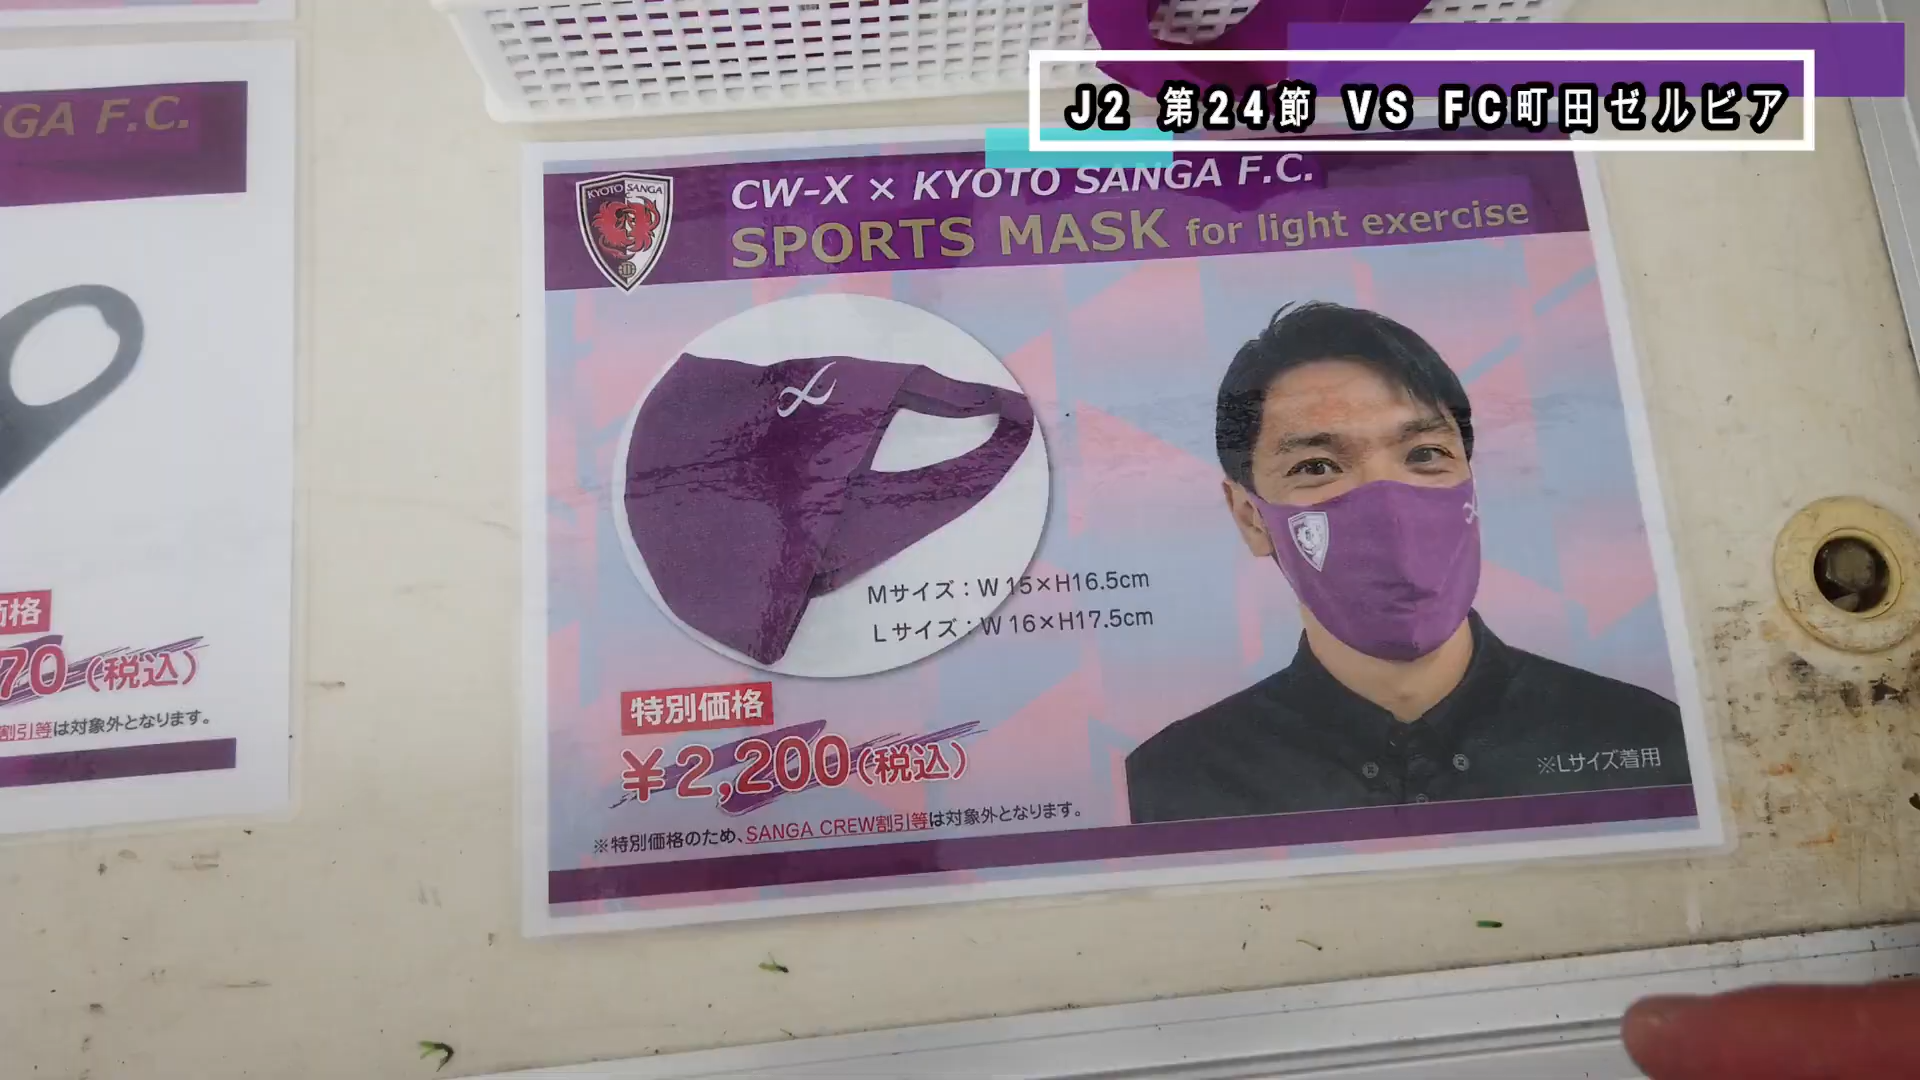 J2 第24節 VS FC町田ゼルビア
GA F.C.
価格
70(税込)
割引等は対象外となります。
KYOTO SANGA
CW-X × KYOTO SANGA F.C.
SPORTS MASK for light exercise
Mサイズ：W 15×H16.5cm
Lサイズ：W 16×H17.5cm
特別価格
¥2,200(税込)
※特別価格のため、SANGA CREW割引等は対象外となります。
※Lサイズ着用